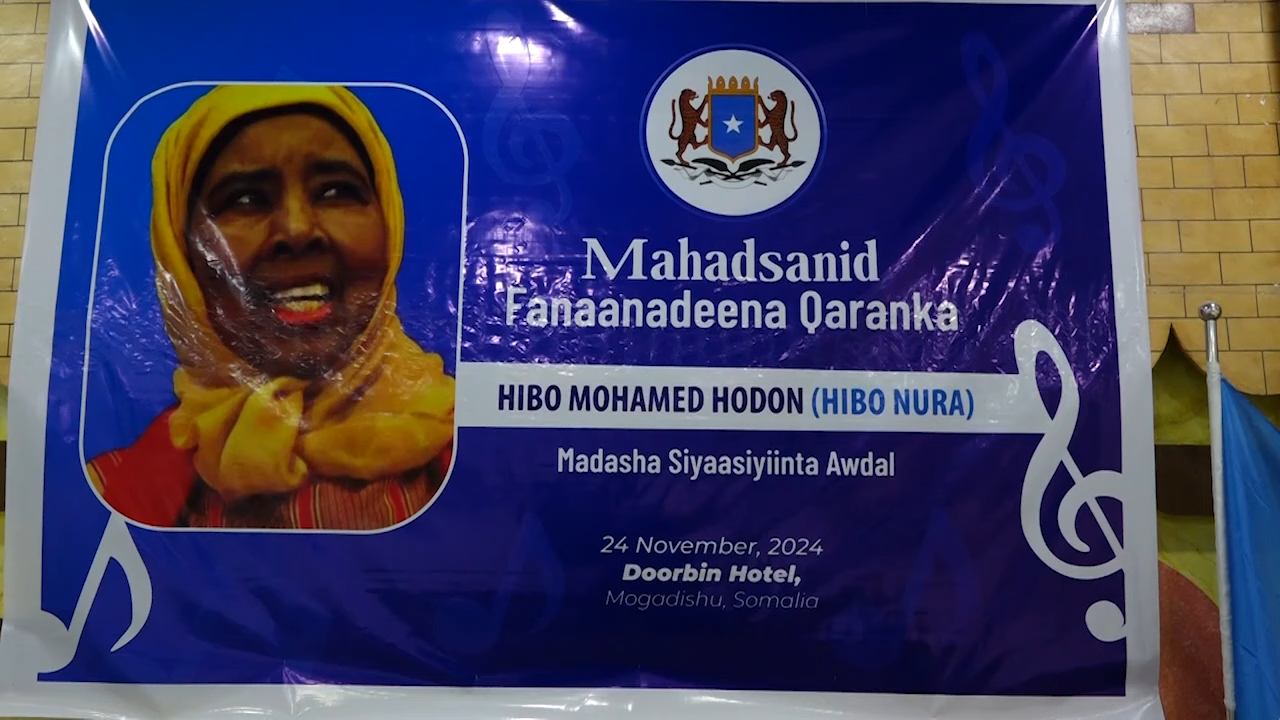 Mahadsanid
Fanaanadeena Qaranka
HIBO MOHAMED HODON (HIBO NURA)
Madasha Siyaasiyiinta Awdal
24 November, 2024
Doorbin Hotel,
Mogadishu, Somalia